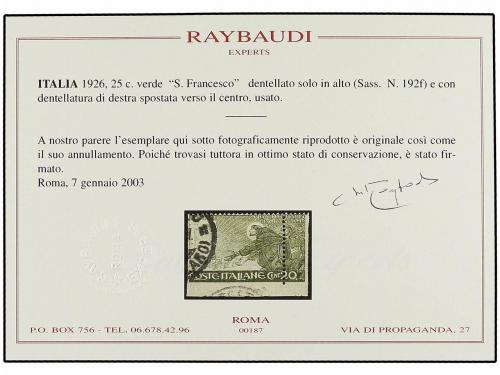 RAYBAUDI
EXPERTS
ITALIA 1926, 25 c. verde “S. Francesco” dentellato solo in alto (Sass. N. 192f) e con
dentellatura di destra spostata verso il centro, usato.
A nostro parere l’esemplare qui sotto fotograficamente riprodotto è originale così come
il suo annullamento. Poiché trovasi tuttora in ottimo stato di conservazione, è stato fir-
mato.
Roma, 7 gennaio 2003
POSTE ITALIANE CENT. 20
ROMA
P.O. BOX 756 - TEL. 06.678.42.96
00187
VIA DI PROPAGANDA, 27